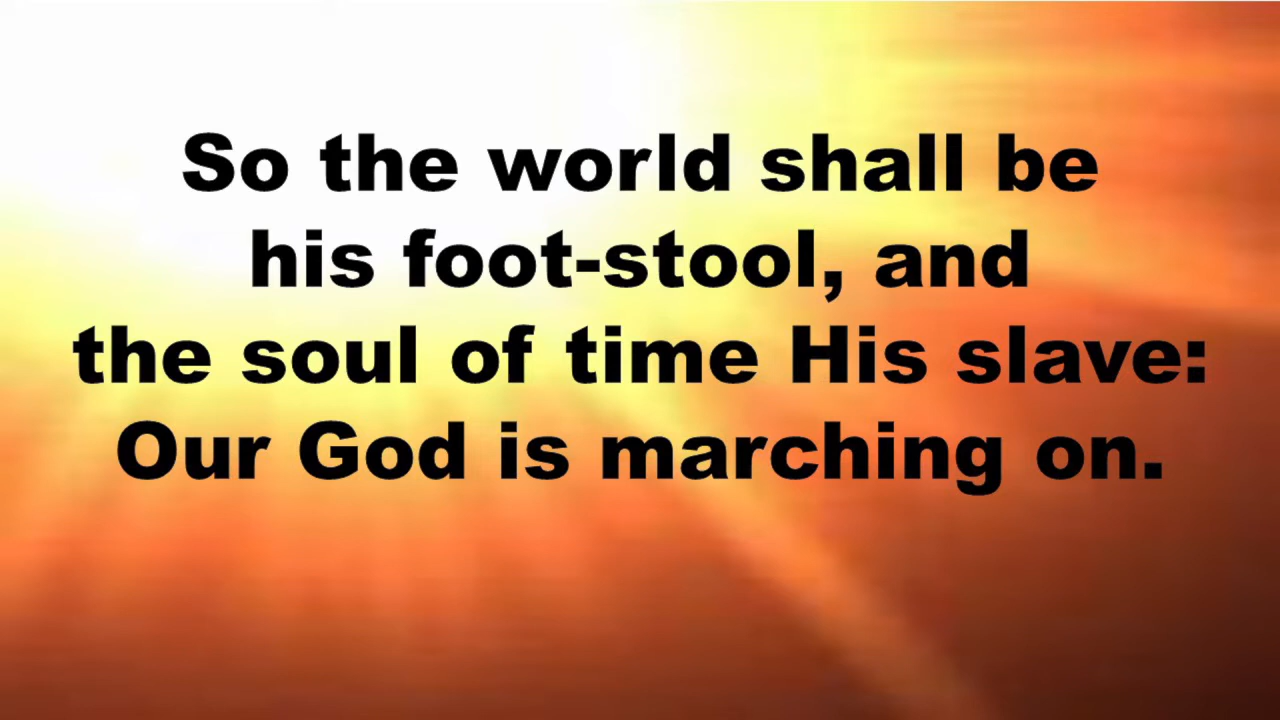 So the world shall be
his foot-stool, and
the soul of time His slave:
Our God is marching on.